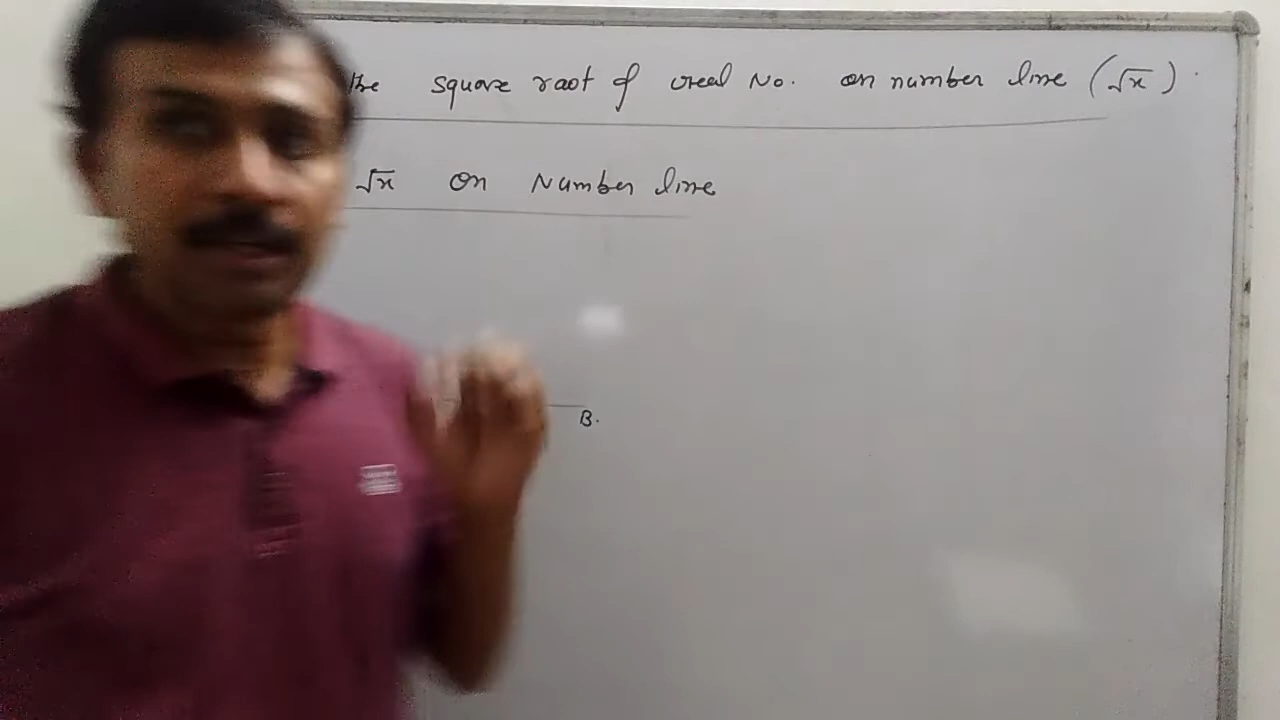 the square root of real No. on number line (√x).
√x on Number line
B.